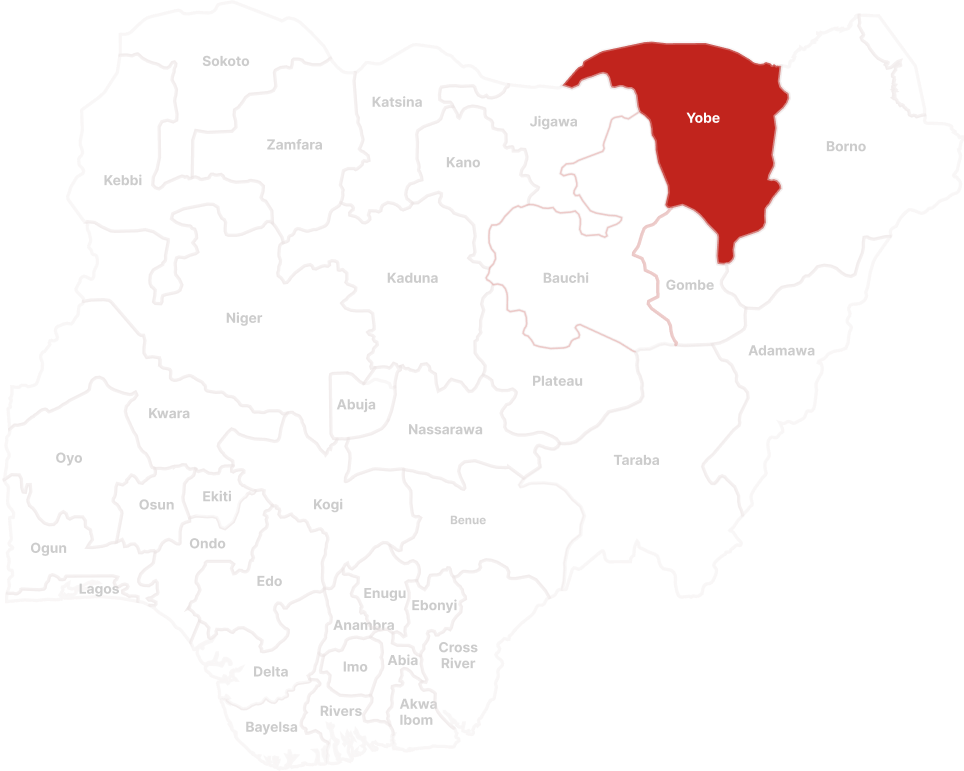 Sokoto
Katsina
Yobe
Jigawa
Zamfara
Borno
Kano
Kebbi
Kaduna
Bauchi
Gombe
Niger
Adamawa
Plateau
Abuja
Kwara
Nassarawa
Oyo
Taraba
Ekiti
Osun
Kogi
Benue
Ogun
Ondo
Edo
Lagos
Enugu
Ebonyi
Anambra
Cross
River
Abia
Imo
Delta
Akwa
Ibom
Rivers
Bayelsa